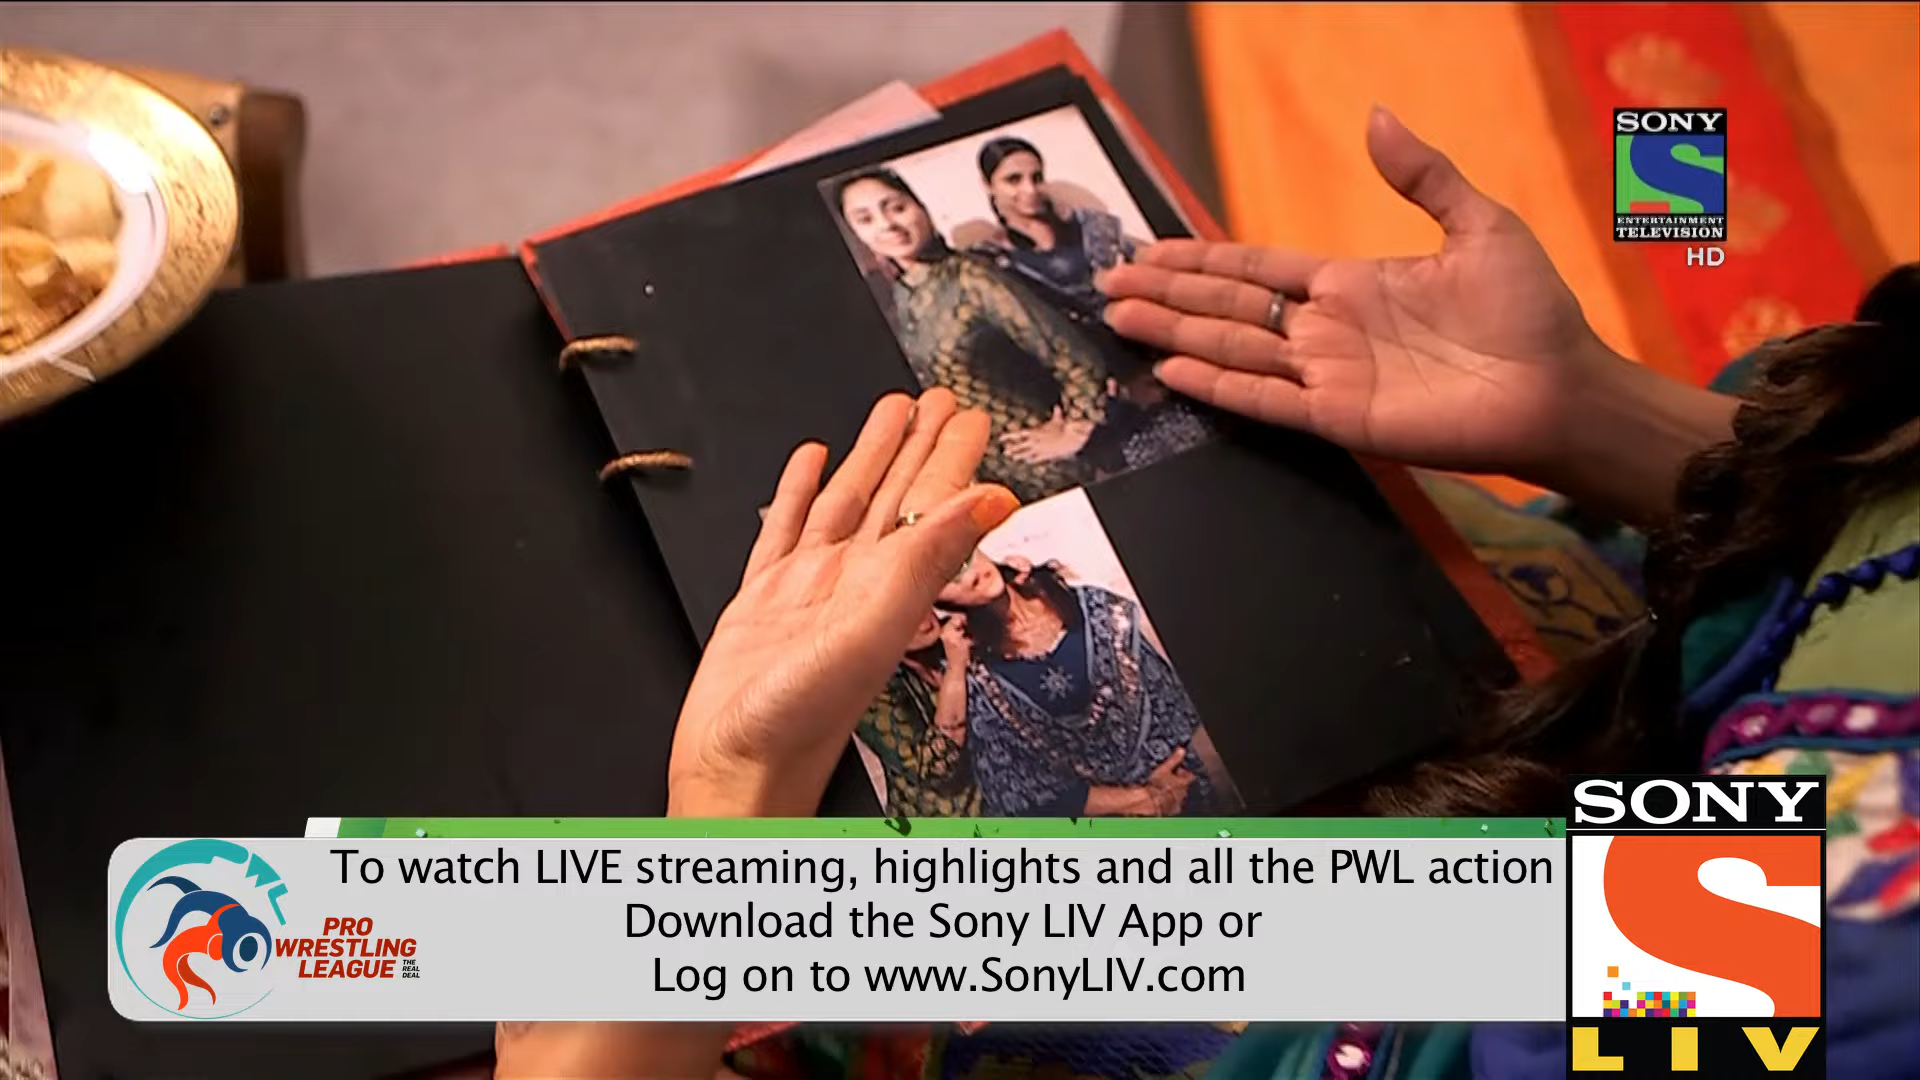 SONY
ENTERTAINMENT
TELEVISION
HD
To watch LIVE streaming, highlights and all the PWL action
Download the Sony LIV App or
Log on to www.SonyLIV.com
PRO
WRESTLING
LEAGUE THE REAL DEAL
SONY
LIV